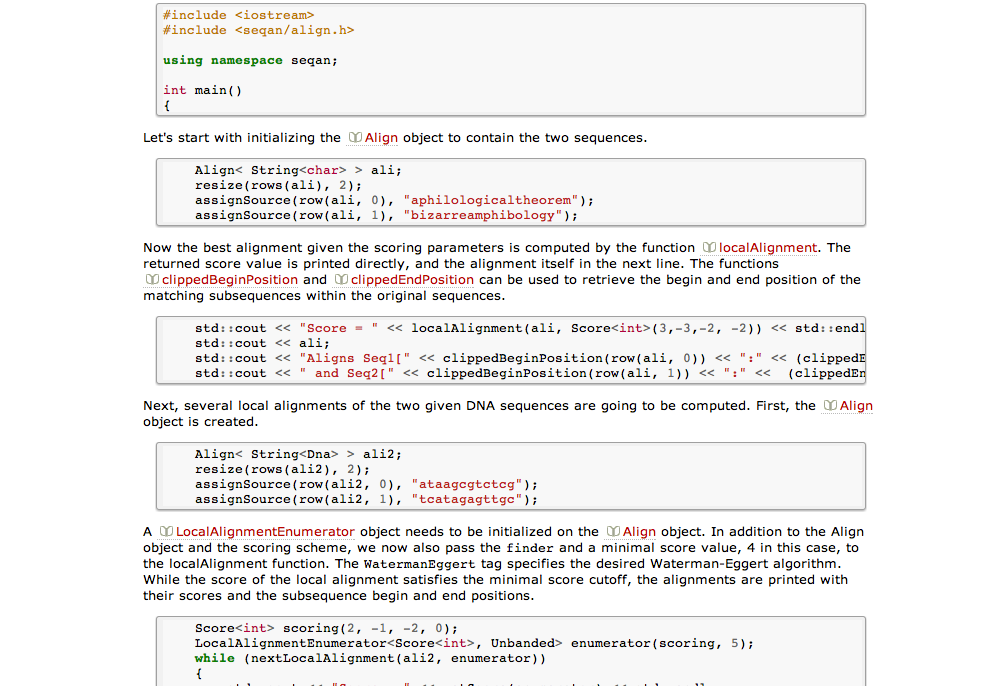 #include <iostream>
#include <seqan/align.h>
using namespace seqan;
int main()
{
Let's start with initializing the Align object to contain the two sequences.
Align< String<char> > ali;
resize(rows(ali), 2);
assignSource(row(ali, 0), "aphilologicaltheorem");
assignSource(row(ali, 1), "bizarreamphibology");
Now the best alignment given the scoring parameters is computed by the function localAlignment. The
returned score value is printed directly, and the alignment itself in the next line. The functions
clippedBeginPosition and clippedEndPosition can be used to retrieve the begin and end position of the
matching subsequences within the original sequences.
std::cout << "Score = " << localAlignment(ali, Score<int>(3,-3,-2, -2)) << std::endl
std::cout << ali;
std::cout << "Aligns Seq1[" << clippedBeginPosition(row(ali, 0)) << ":" << (clippedE
std::cout << " and Seq2[" << clippedBeginPosition(row(ali, 1)) << ":" <<  (clippedEn
Next, several local alignments of the two given DNA sequences are going to be computed. First, the Align
object is created.
Align< String<Dna> > ali2;
resize(rows(ali2), 2);
assignSource(row(ali2, 0), "ataagcgtctcg");
assignSource(row(ali2, 1), "tcatagagttgc");
A LocalAlignmentEnumerator object needs to be initialized on the Align object. In addition to the Align
object and the scoring scheme, we now also pass the finder and a minimal score value, 4 in this case, to
the localAlignment function. The WatermanEggert tag specifies the desired Waterman-Eggert algorithm.
While the score of the local alignment satisfies the minimal score cutoff, the alignments are printed with
their scores and the subsequence begin and end positions.
Score<int> scoring(2, -1, -2, 0);
LocalAlignmentEnumerator<Score<int>, Unbanded> enumerator(scoring, 5);
while (nextLocalAlignment(ali2, enumerator))
{